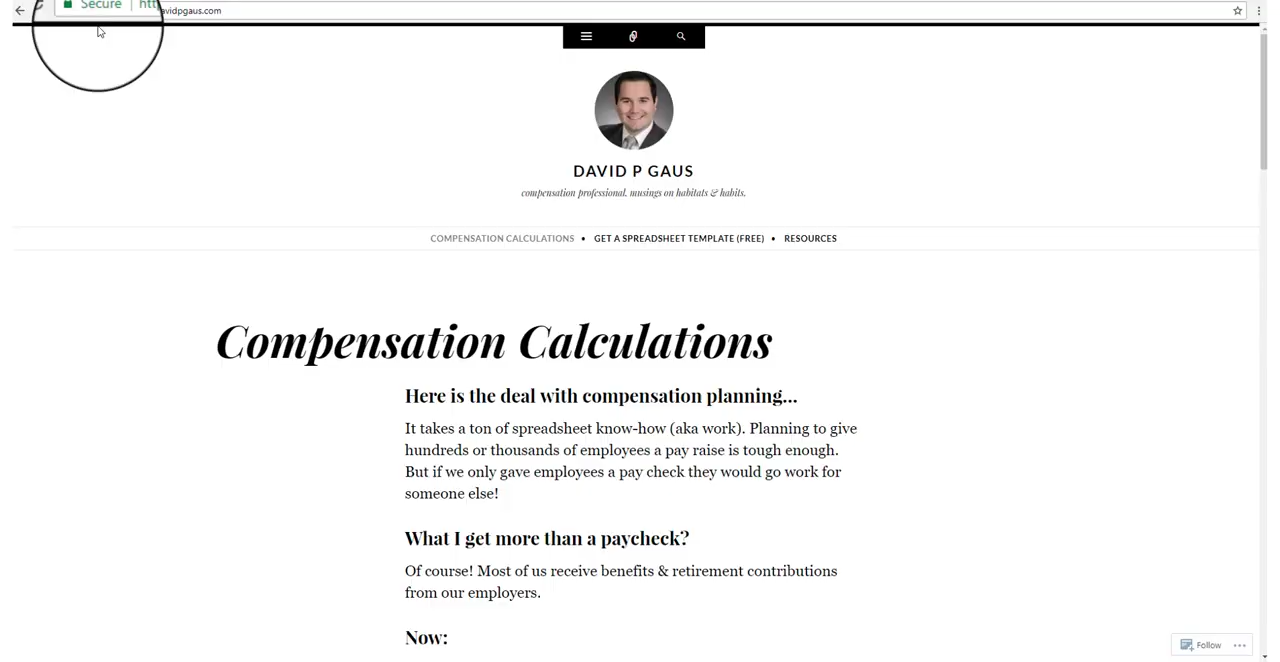 Secure
avidpgaus.com
DAVID P GAUS
compensation professional. musings on habitats & habits.
COMPENSATION CALCULATIONS • GET A SPREADSHEET TEMPLATE (FREE) • RESOURCES
Compensation Calculations
Here is the deal with compensation planning...
It takes a ton of spreadsheet know-how (aka work). Planning to give
hundreds or thousands of employees a pay raise is tough enough.
But if we only gave employees a pay check they would go work for
someone else!
What I get more than a paycheck?
Of course! Most of us receive benefits & retirement contributions
from our employers.
Now:
Follow